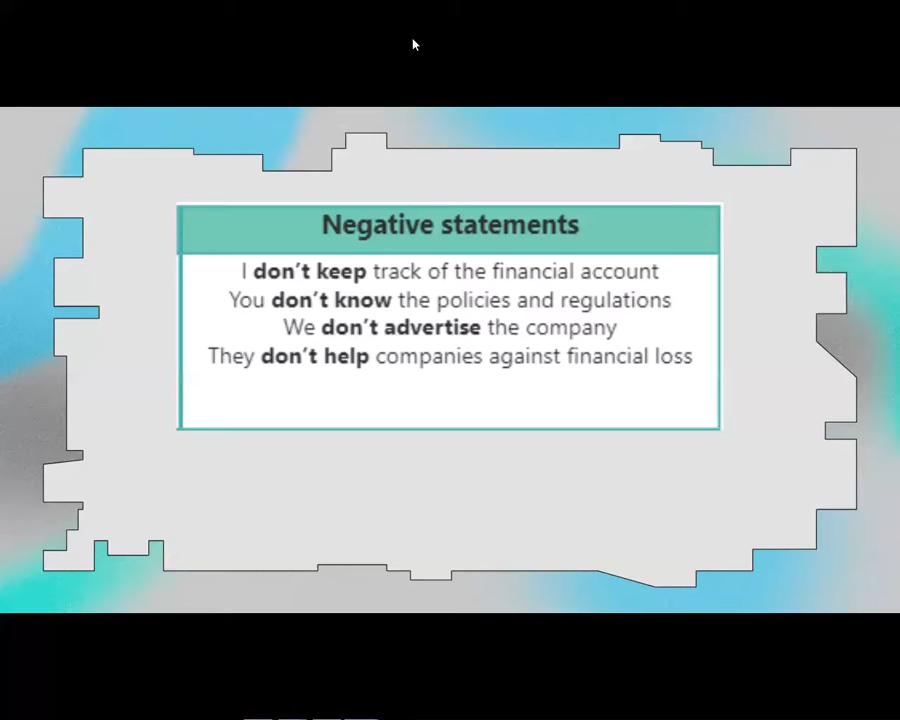 Negative statements
I don't keep track of the financial account
You don't know the policies and regulations
We don't advertise the company
They don't help companies against financial loss